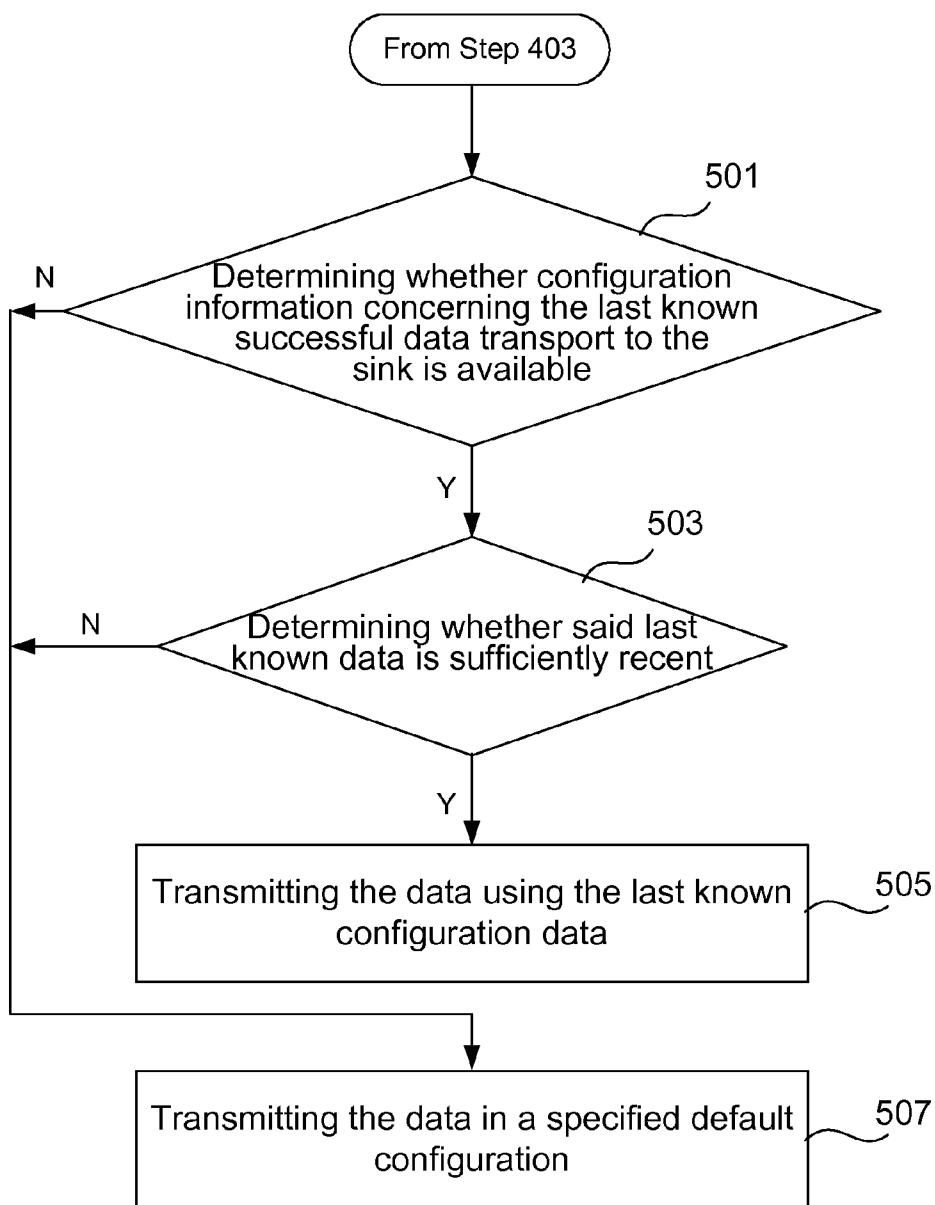 From Step 403
501
N
Determining whether configuration
information concerning the last known
successful data transport to the
sink is available
Y
503
N
Determining whether said last
known data is sufficiently recent
Y
Transmitting the data using the last known
configuration data
505
Transmitting the data in a specified default
configuration
507